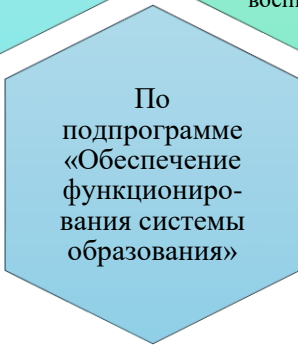 По
подпрограмме
«Обеспечение
функциониро-
вания системы
образования»